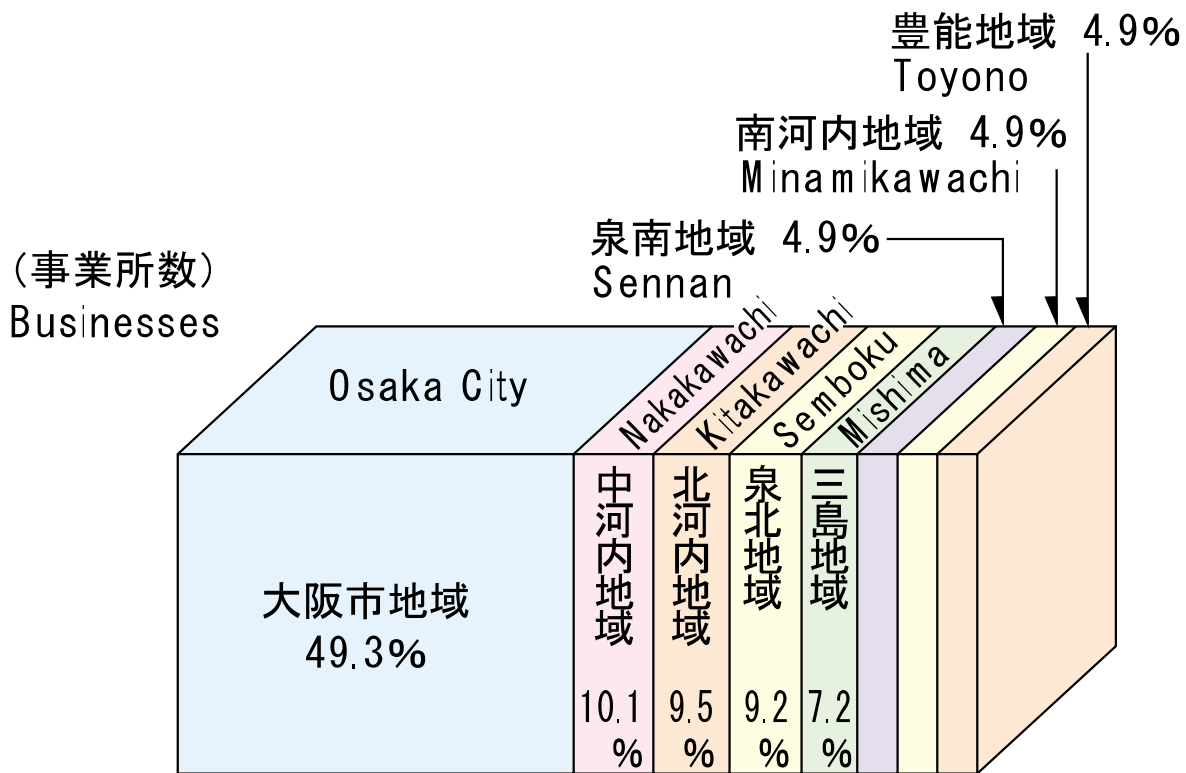 豊能地域 4.9%
Toyono
南河内地域 4.9%
Minamikawachi
泉南地域 4.9%
Sennan
(事業所数)
Businesses
Osaka City
Nakakawachi
Kitakawachi
Semboku
Mishima
大阪市地域
49.3%
中河内地域
10.1
%
北河内地域
9.5
%
泉北地域
9.2
%
三島地域
7.2
%